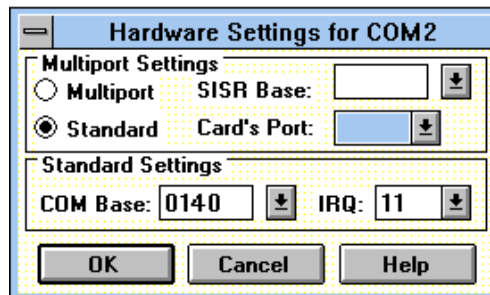 Hardware Settings for COM2
Multiport Settings
Multiport SISR Base:
Standard Card's Port:
Standard Settings
COM Base: 0140 IRQ: 11
OK Cancel Help